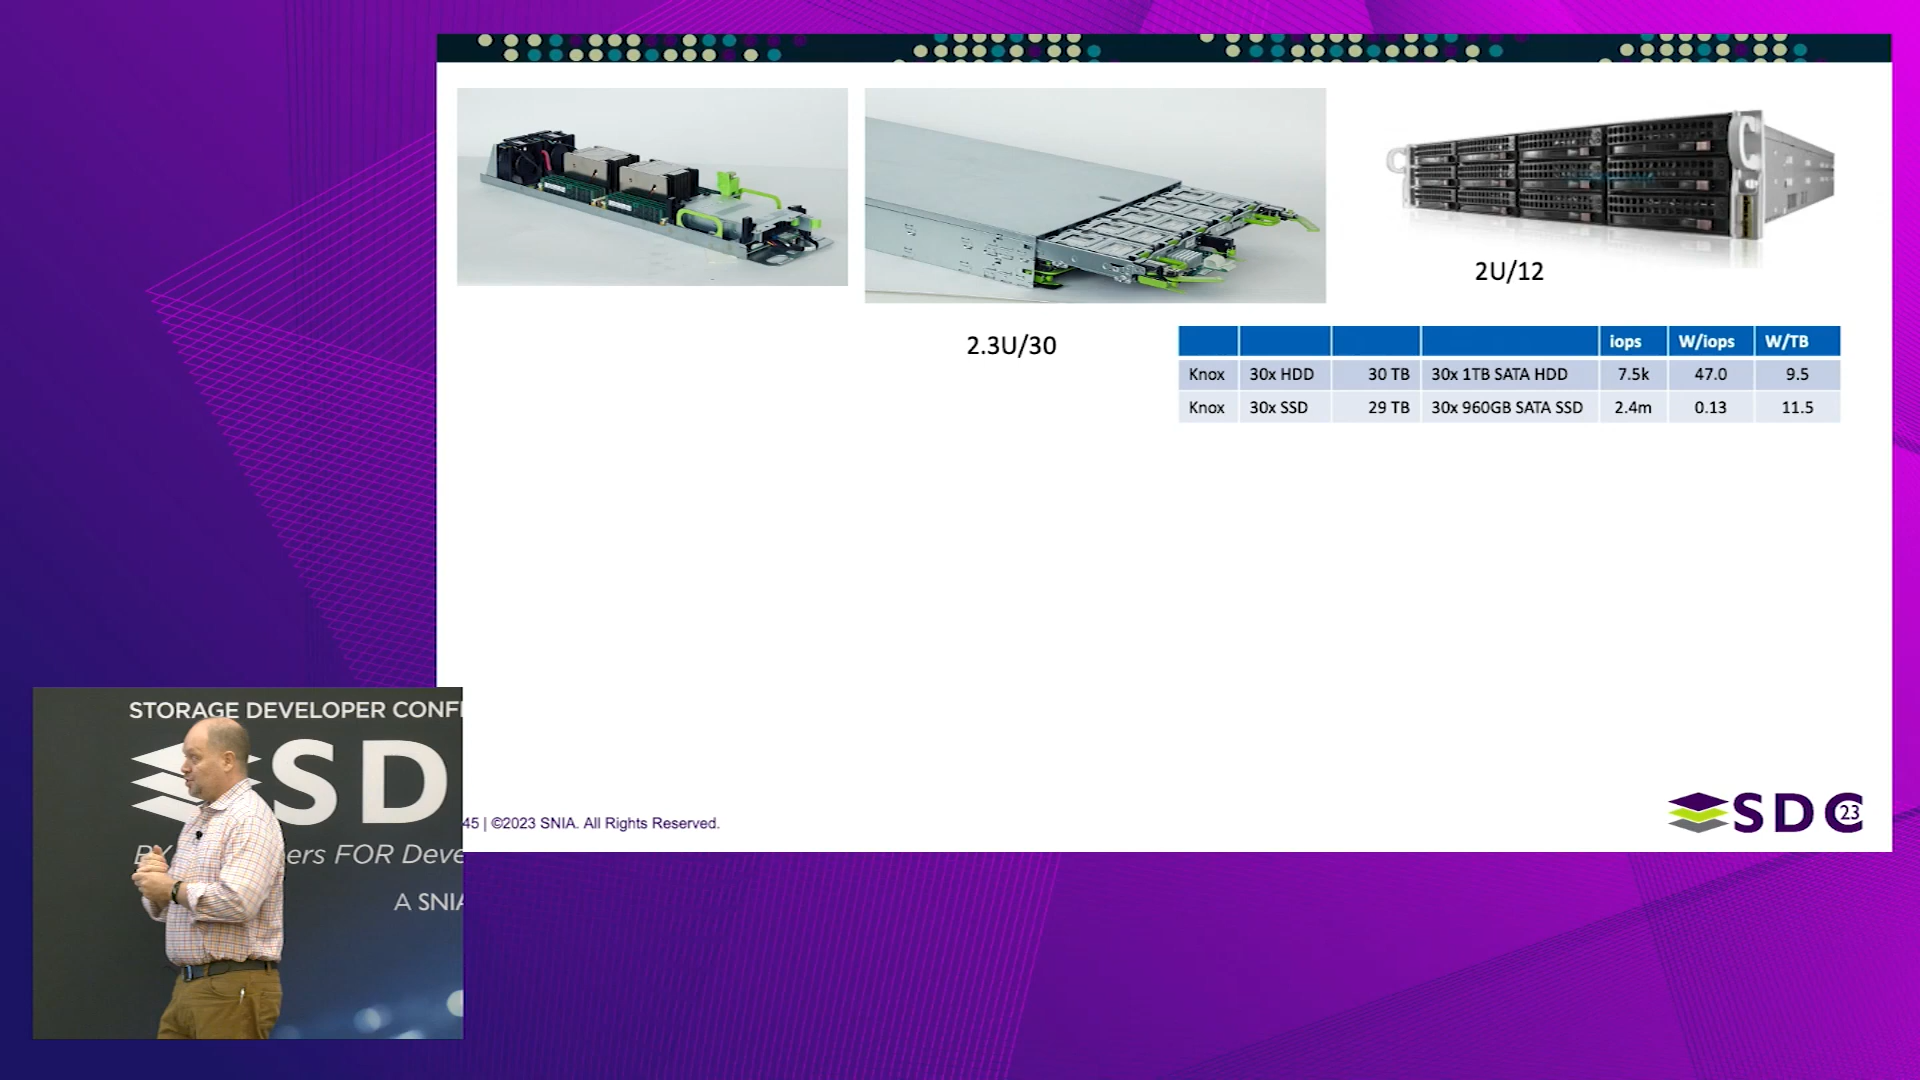 2U/12
2.3U/30
iops W/iops W/TB
Knox 30x HDD 30 TB 30x 1TB SATA HDD 7.5k 47.0 9.5
Knox 30x SSD 29 TB 30x 960GB SATA SSD 2.4m 0.13 11.5
STORAGE DEVELOPER CONF
SD
BY ers FOR Deve
A SNIA
45 | ©2023 SNIA. All Rights Reserved.
SDC 23